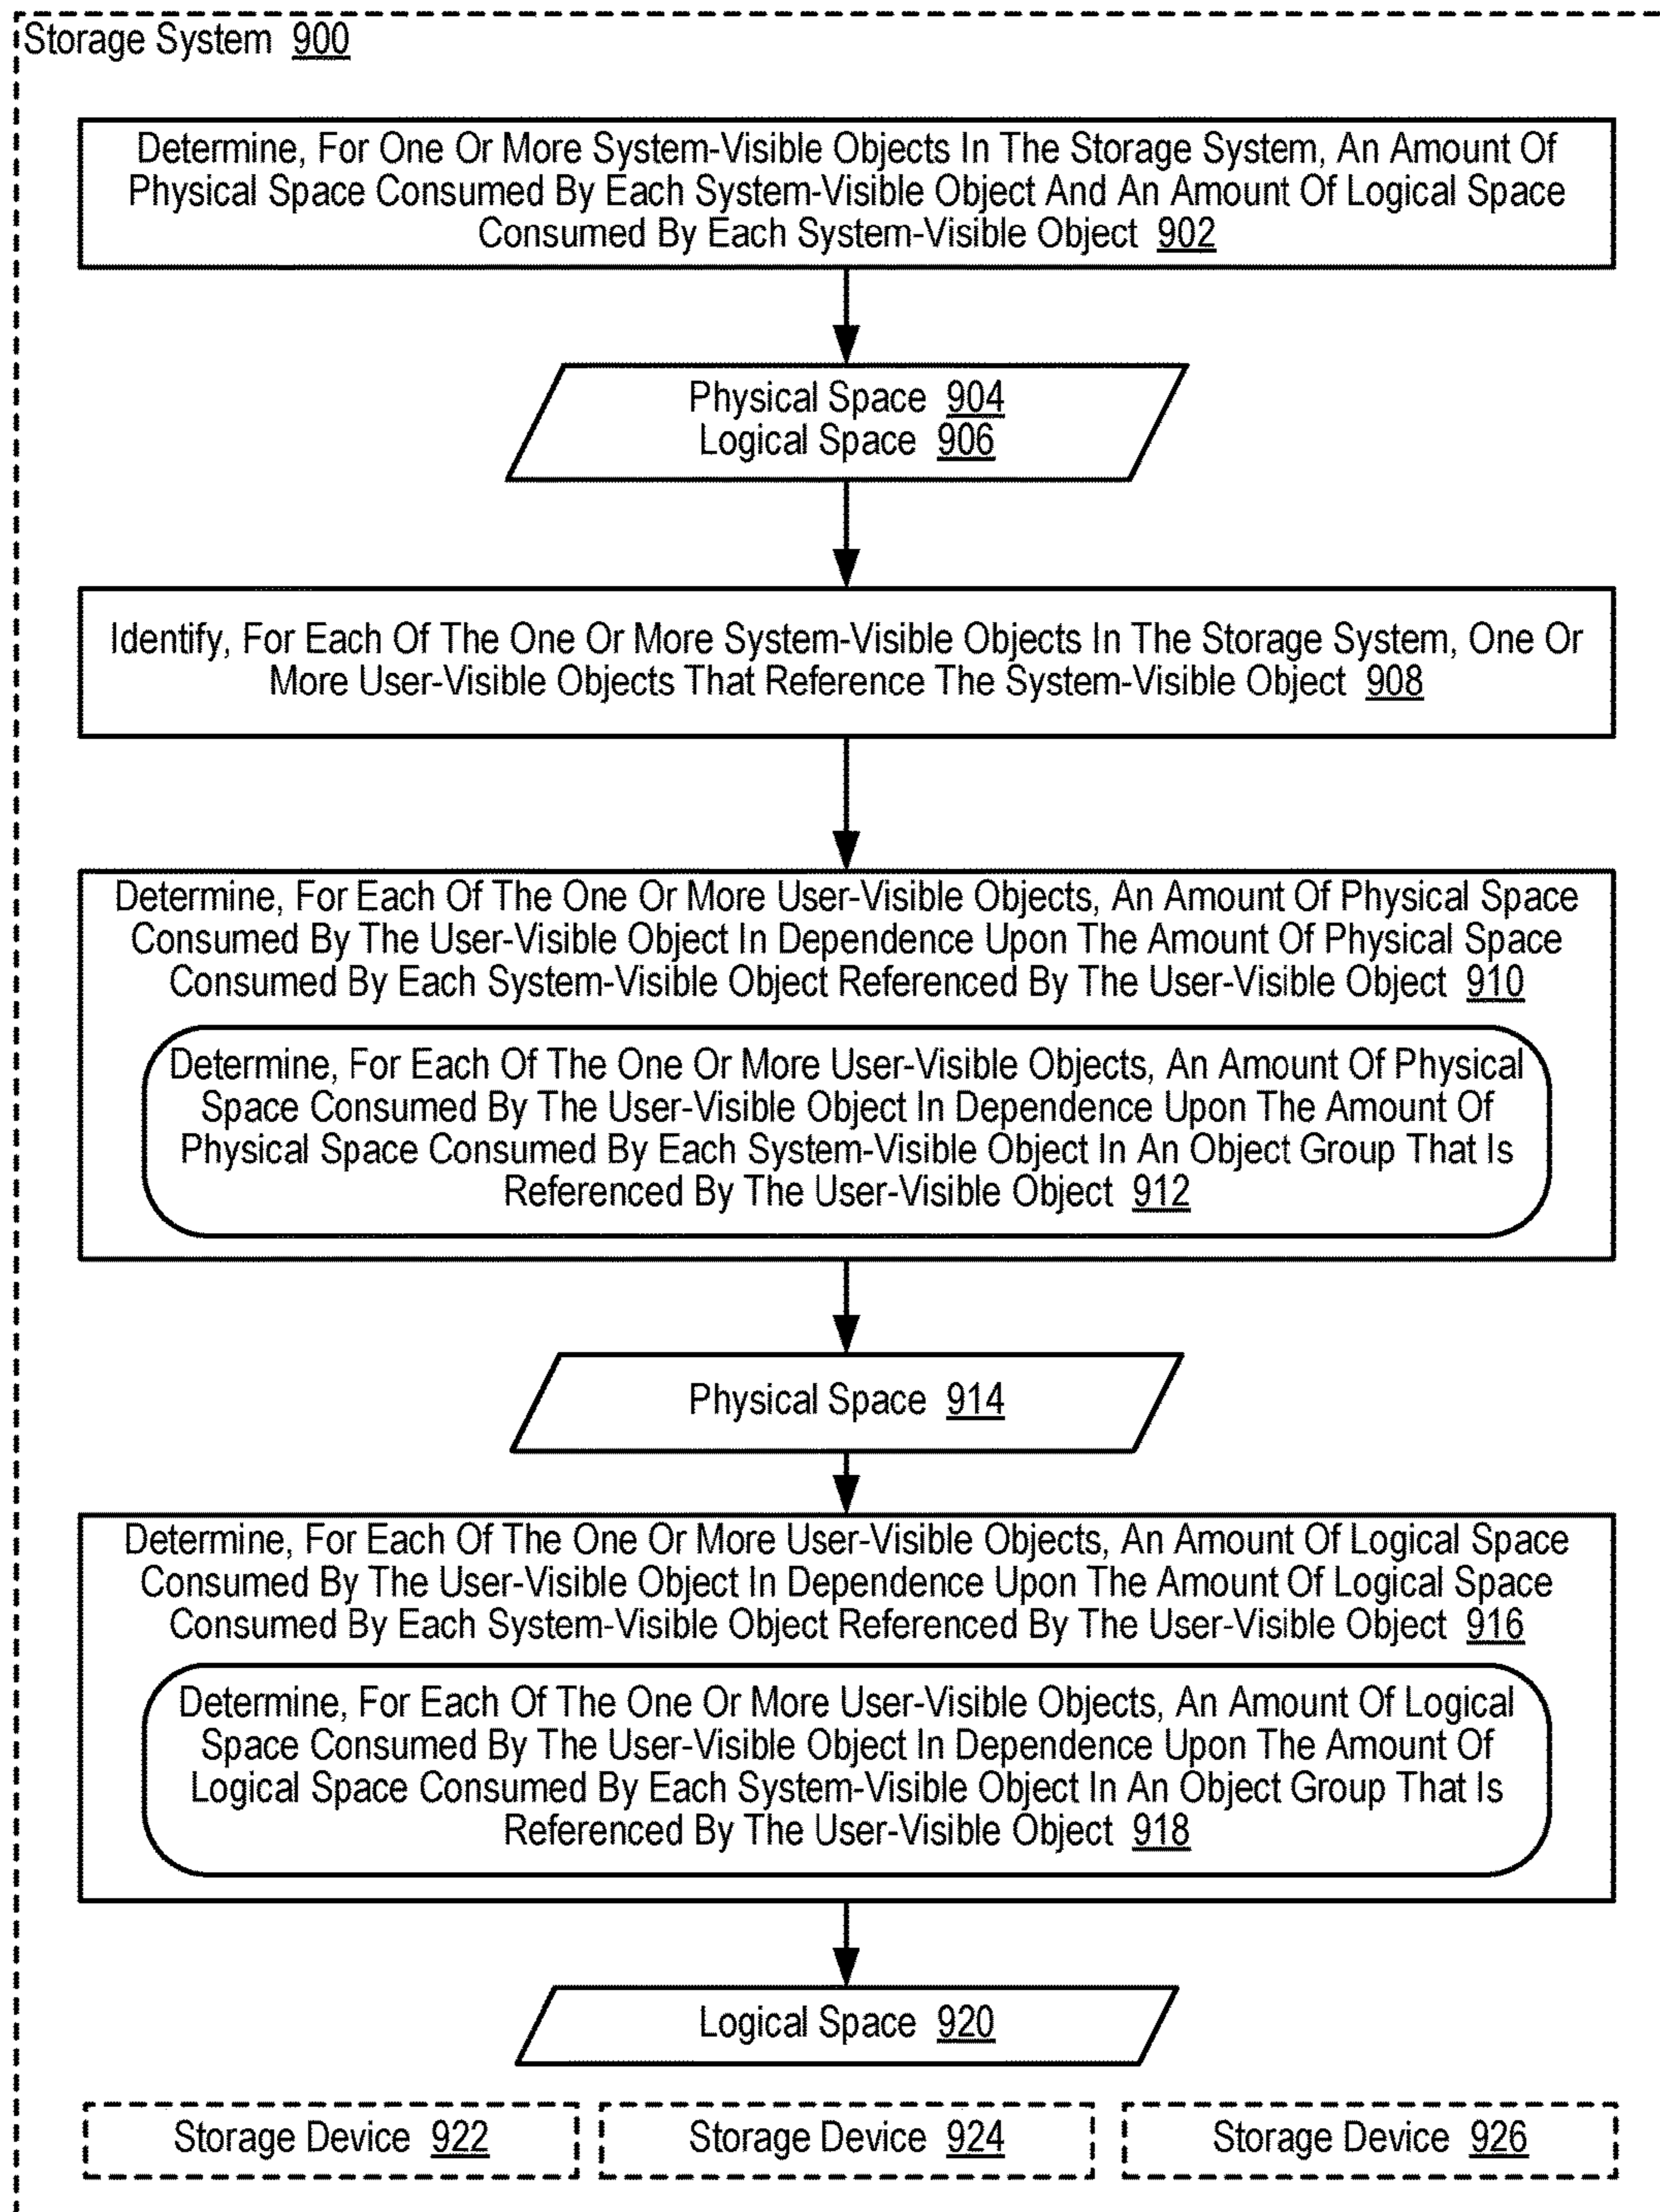 Storage System 900
Determine, For One Or More System-Visible Objects In The Storage System, An Amount Of
Physical Space Consumed By Each System-Visible Object And An Amount Of Logical Space
Consumed By Each System-Visible Object 902
Physical Space 904
Logical Space 906
Identify, For Each Of The One Or More System-Visible Objects In The Storage System, One Or
More User-Visible Objects That Reference The System-Visible Object 908
Determine, For Each Of The One Or More User-Visible Objects, An Amount Of Physical Space
Consumed By The User-Visible Object In Dependence Upon The Amount Of Physical Space
Consumed By Each System-Visible Object Referenced By The User-Visible Object 910
Determine, For Each Of The One Or More User-Visible Objects, An Amount Of Physical
Space Consumed By The User-Visible Object In Dependence Upon The Amount Of
Physical Space Consumed By Each System-Visible Object In An Object Group That Is
Referenced By The User-Visible Object 912
Physical Space 914
Determine, For Each Of The One Or More User-Visible Objects, An Amount Of Logical Space
Consumed By The User-Visible Object In Dependence Upon The Amount Of Logical Space
Consumed By Each System-Visible Object Referenced By The User-Visible Object 916
Determine, For Each Of The One Or More User-Visible Objects, An Amount Of Logical
Space Consumed By The User-Visible Object In Dependence Upon The Amount Of
Logical Space Consumed By Each System-Visible Object In An Object Group That Is
Referenced By The User-Visible Object 918
Logical Space 920
Storage Device 922
Storage Device 924
Storage Device 926